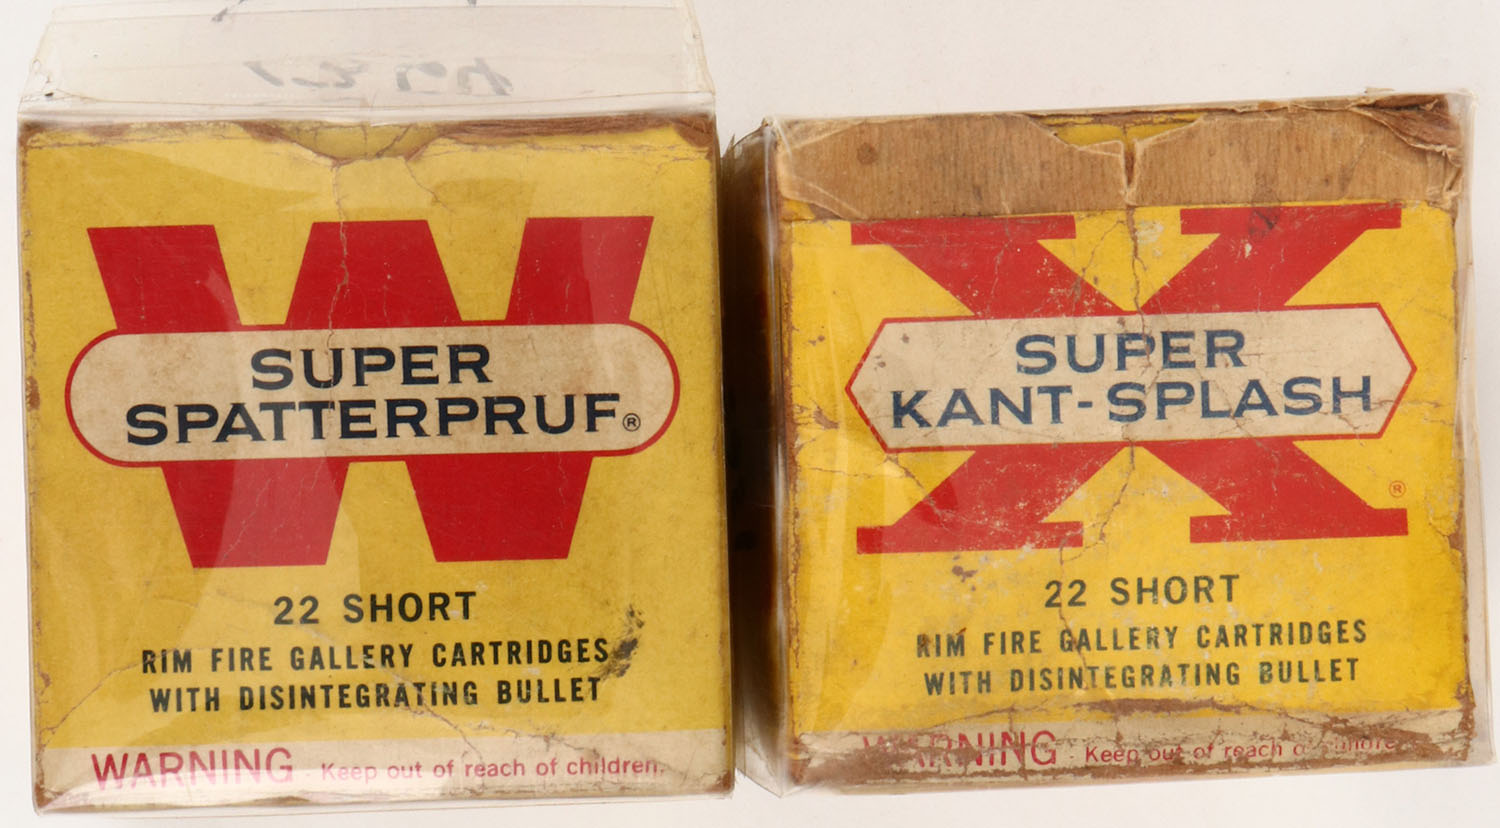 W
SUPER
SPATTERPRUF®
22 SHORT
RIM FIRE GALLERY CARTRIDGES
WITH DISINTEGRATING BULLET
WARNING Keep out of reach of children.
X
SUPER
KANT-SPLASH
®
22 SHORT
RIM FIRE GALLERY CARTRIDGES
WITH DISINTEGRATING BULLET
WARNING Keep out of reach